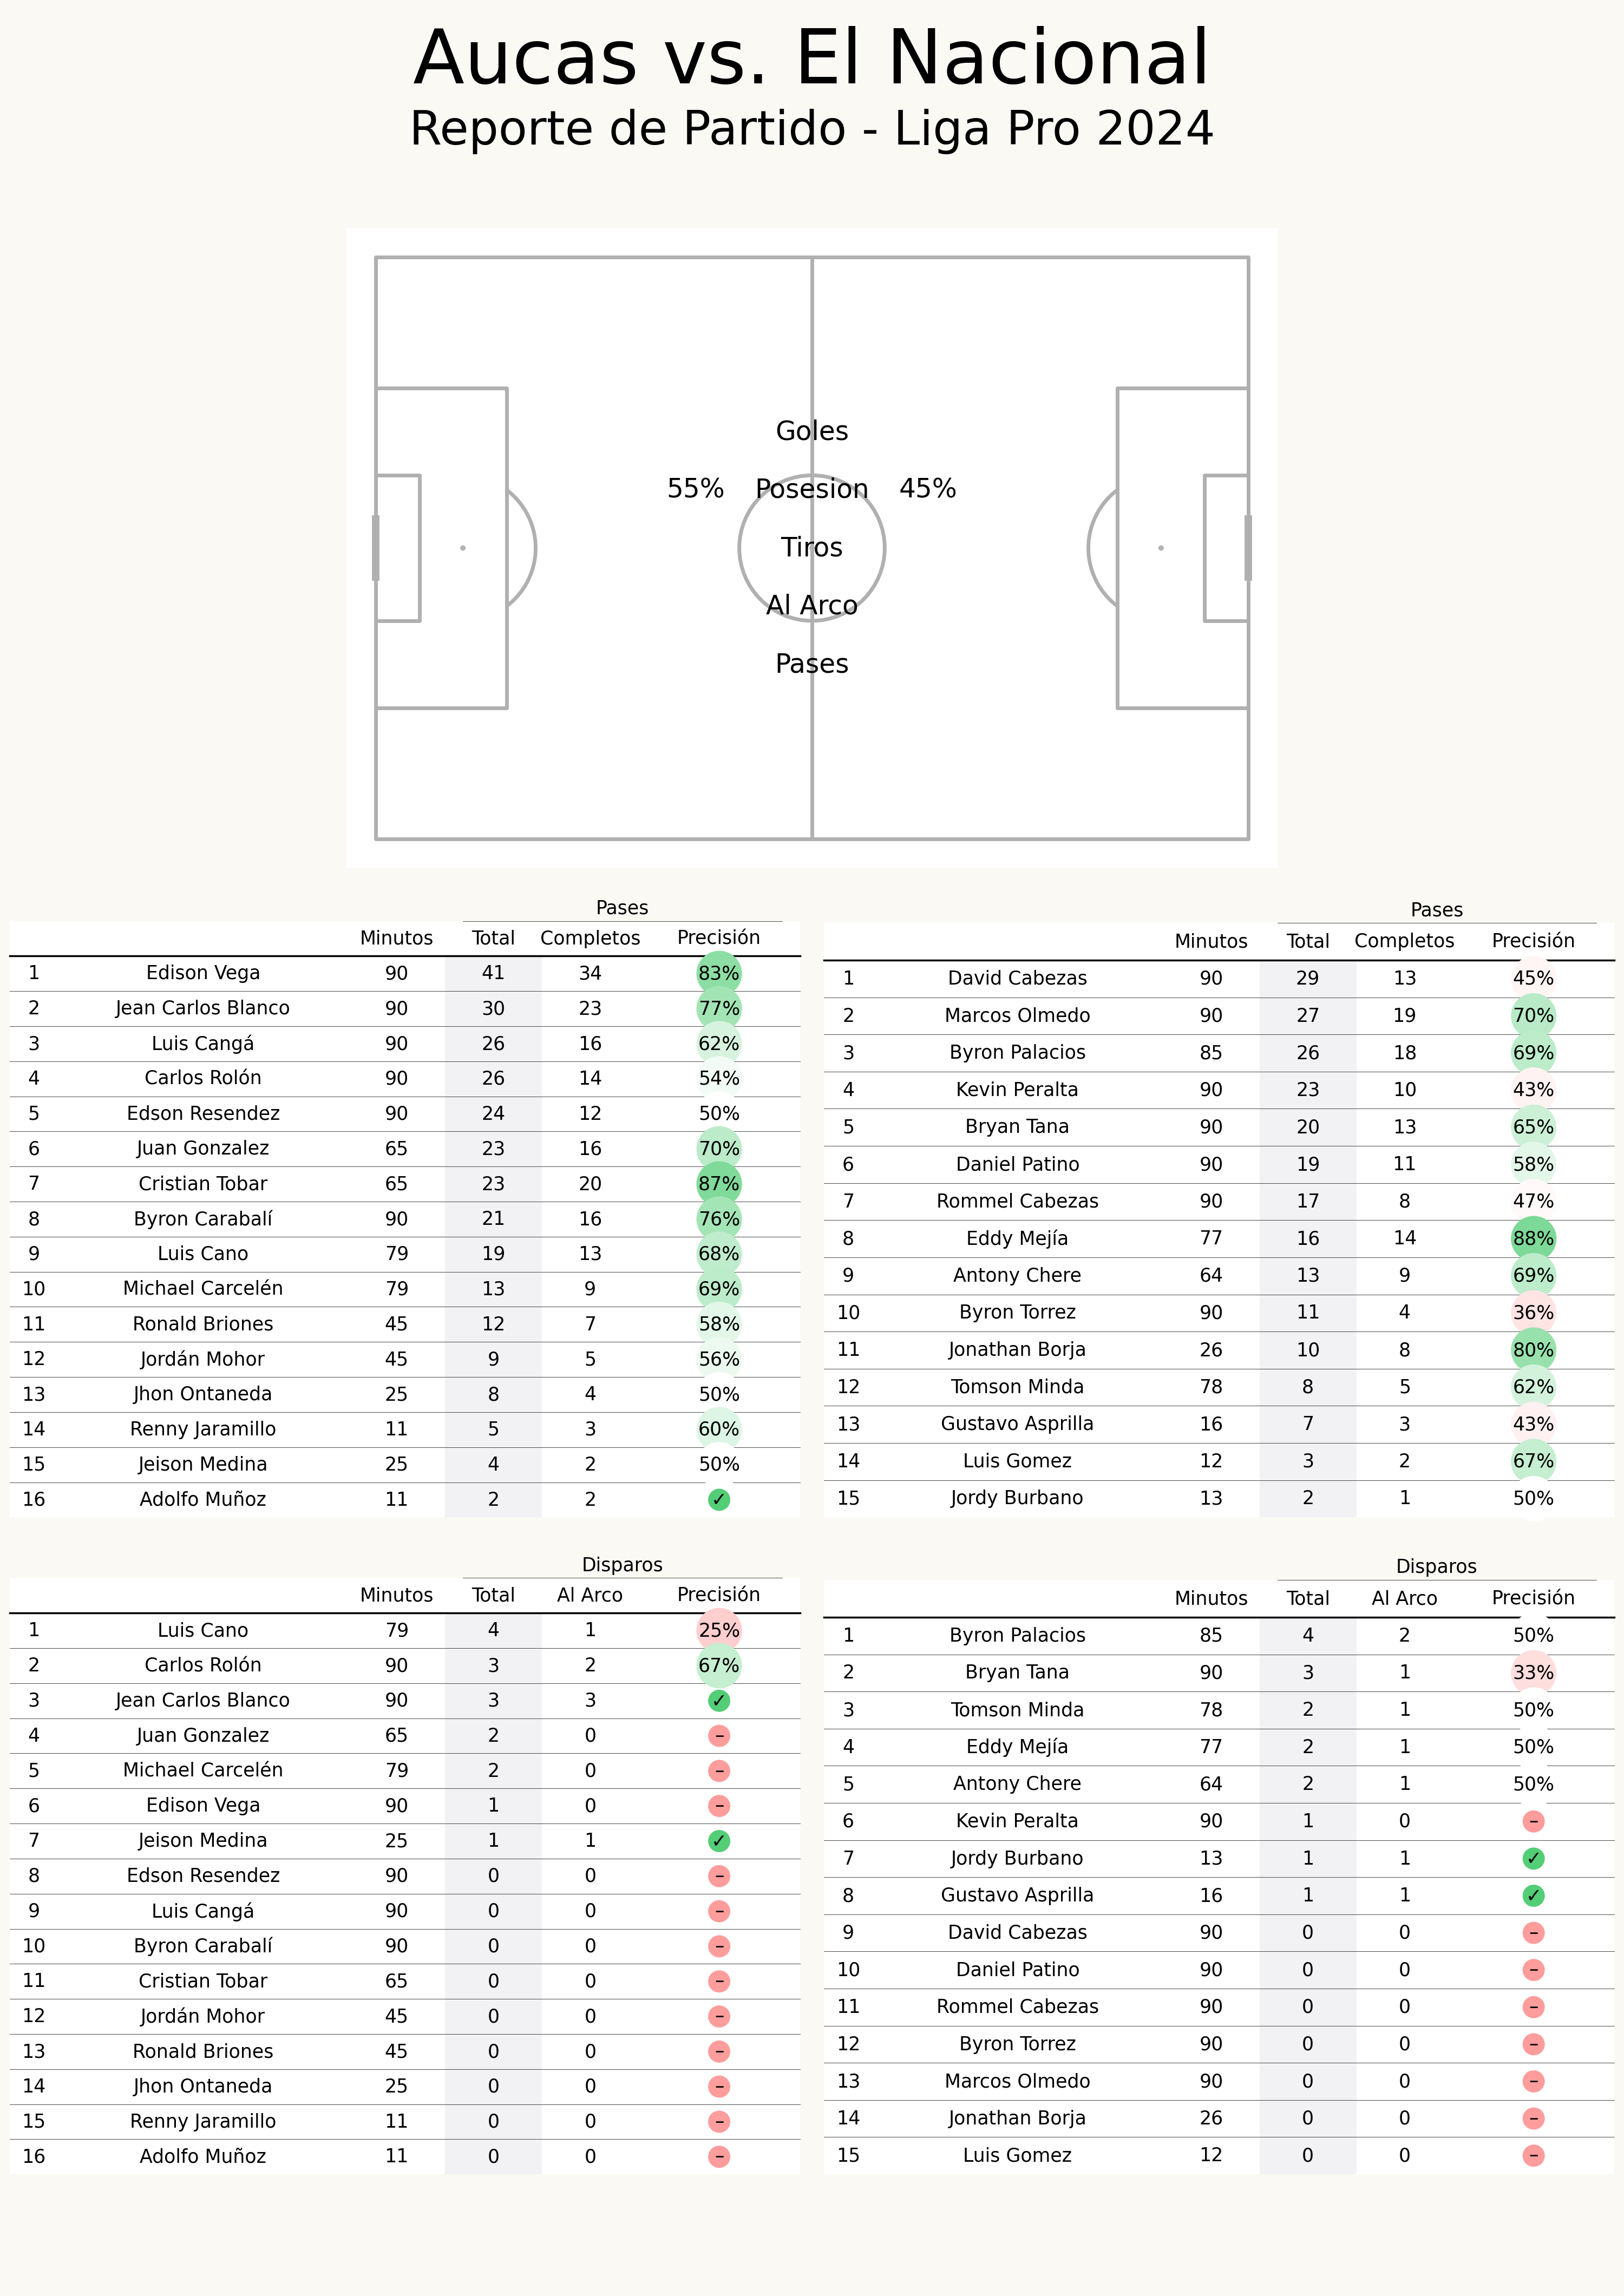 Aucas vs. El Nacional
Reporte de Partido - Liga Pro 2024
Goles
55% Posesion 45%
Tiros
Al Arco
Pases
Pases
Minutos Total Completos Precisión
1 Edison Vega 90 41 34 83%
2 Jean Carlos Blanco 90 30 23 77%
3 Luis Cangá 90 26 16 62%
4 Carlos Rolón 90 26 14 54%
5 Edson Resendez 90 24 12 50%
6 Juan Gonzalez 65 23 16 70%
7 Cristian Tobar 65 23 20 87%
8 Byron Carabalí 90 21 16 76%
9 Luis Cano 79 19 13 68%
10 Michael Carcelén 79 13 9 69%
11 Ronald Briones 45 12 7 58%
12 Jordán Mohor 45 9 5 56%
13 Jhon Ontaneda 25 8 4 50%
14 Renny Jaramillo 11 5 3 60%
15 Jeison Medina 25 4 2 50%
16 Adolfo Muñoz 11 2 2 ✓
Pases
Minutos Total Completos Precisión
1 David Cabezas 90 29 13 45%
2 Marcos Olmedo 90 27 19 70%
3 Byron Palacios 85 26 18 69%
4 Kevin Peralta 90 23 10 43%
5 Bryan Tana 90 20 13 65%
6 Daniel Patino 90 19 11 58%
7 Rommel Cabezas 90 17 8 47%
8 Eddy Mejía 77 16 14 88%
9 Antony Chere 64 13 9 69%
10 Byron Torrez 90 11 4 36%
11 Jonathan Borja 26 10 8 80%
12 Tomson Minda 78 8 5 62%
13 Gustavo Asprilla 16 7 3 43%
14 Luis Gomez 12 3 2 67%
15 Jordy Burbano 13 2 1 50%
Disparos
Minutos Total Al Arco Precisión
1 Luis Cano 79 4 1 25%
2 Carlos Rolón 90 3 2 67%
3 Jean Carlos Blanco 90 3 3 ✓
4 Juan Gonzalez 65 2 0 –
5 Michael Carcelén 79 2 0 –
6 Edison Vega 90 1 0 –
7 Jeison Medina 25 1 1 ✓
8 Edson Resendez 90 0 0 –
9 Luis Cangá 90 0 0 –
10 Byron Carabalí 90 0 0 –
11 Cristian Tobar 65 0 0 –
12 Jordán Mohor 45 0 0 –
13 Ronald Briones 45 0 0 –
14 Jhon Ontaneda 25 0 0 –
15 Renny Jaramillo 11 0 0 –
16 Adolfo Muñoz 11 0 0 –
Disparos
Minutos Total Al Arco Precisión
1 Byron Palacios 85 4 2 50%
2 Bryan Tana 90 3 1 33%
3 Tomson Minda 78 2 1 50%
4 Eddy Mejía 77 2 1 50%
5 Antony Chere 64 2 1 50%
6 Kevin Peralta 90 1 0 –
7 Jordy Burbano 13 1 1 ✓
8 Gustavo Asprilla 16 1 1 ✓
9 David Cabezas 90 0 0 –
10 Daniel Patino 90 0 0 –
11 Rommel Cabezas 90 0 0 –
12 Byron Torrez 90 0 0 –
13 Marcos Olmedo 90 0 0 –
14 Jonathan Borja 26 0 0 –
15 Luis Gomez 12 0 0 –